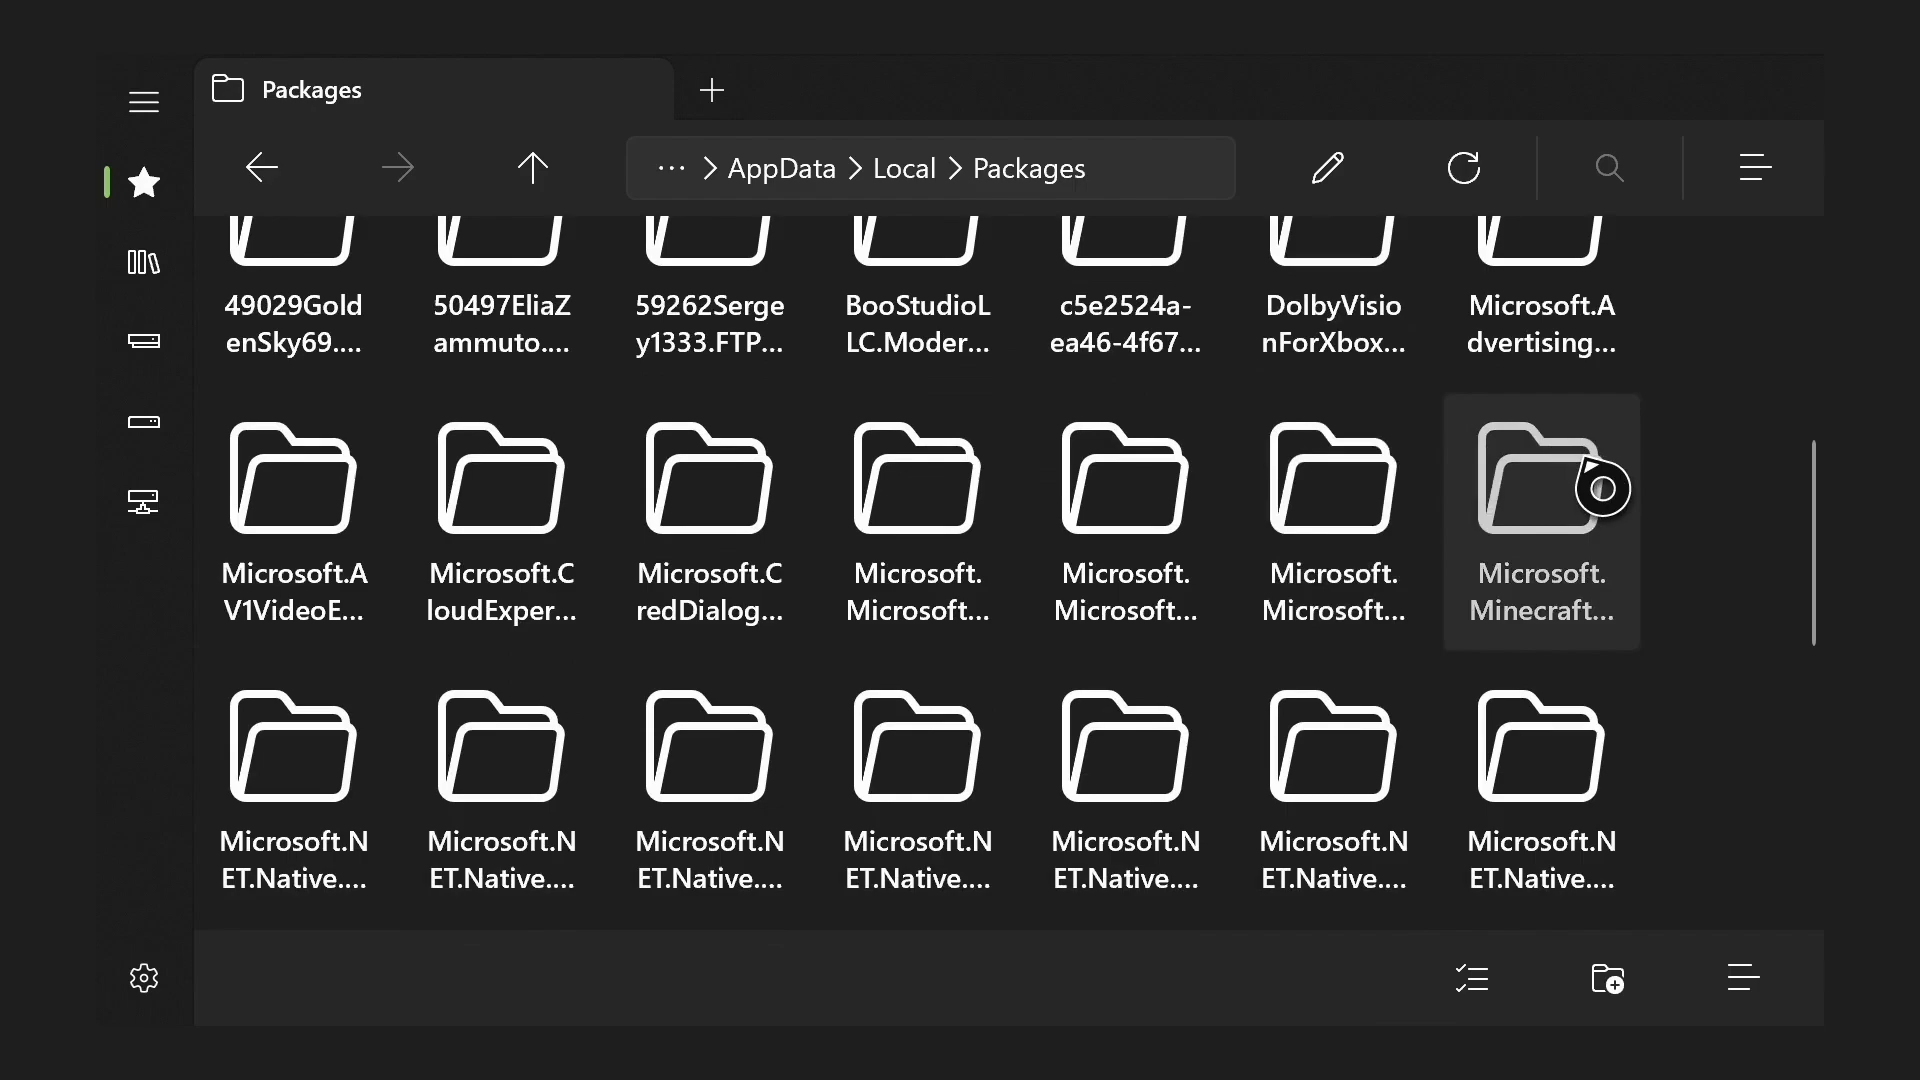 Packages
... AppData Local Packages
49029Gold
enSky69....
50497EliaZ
ammuto....
59262Serge
y1333.FTP...
BooStudioL
LC.Moder...
c5e2524a-
ea46-4f67...
DolbyVisio
nForXbox...
Microsoft.A
dvertising...
Microsoft.A
V1VideoE...
Microsoft.C
loudExper...
Microsoft.C
redDialog...
Microsoft.
Microsoft...
Microsoft.
Microsoft...
Microsoft.
Microsoft...
Microsoft.
Minecraft...
Microsoft.N
ET.Native....
Microsoft.N
ET.Native....
Microsoft.N
ET.Native....
Microsoft.N
ET.Native....
Microsoft.N
ET.Native....
Microsoft.N
ET.Native....
Microsoft.N
ET.Native....